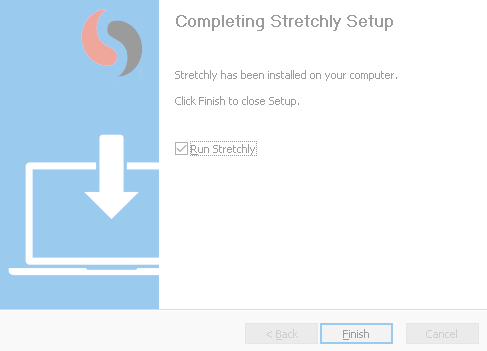 Completing Stretchly Setup
Stretchly has been installed on your computer.
Click Finish to close Setup.
Run Stretchly
< Back
Finish
Cancel